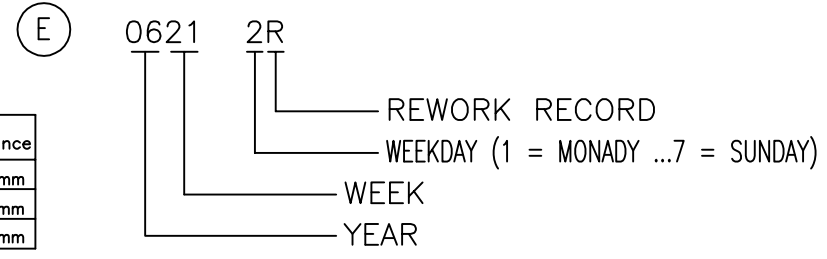 E 0621 2R
REWORK RECORD
nce
WEEKDAY (1 = MONADY ...7 = SUNDAY)
mm
WEEK
mm
YEAR
mm